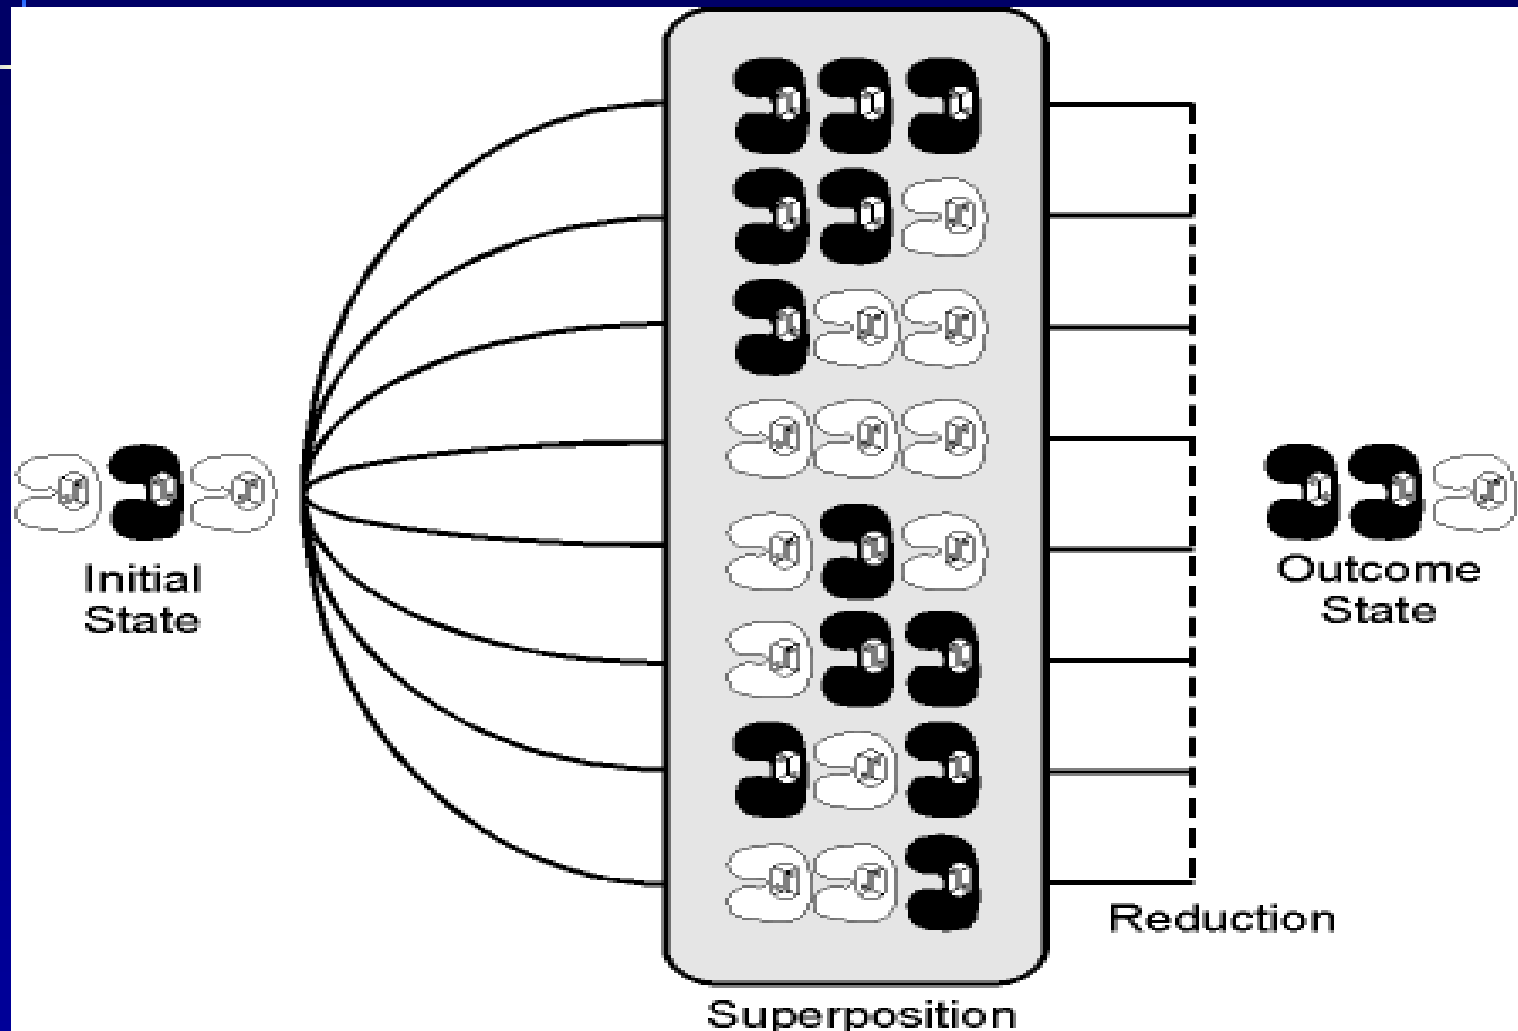 Initial
State
Superposition
Reduction
Outcome
State